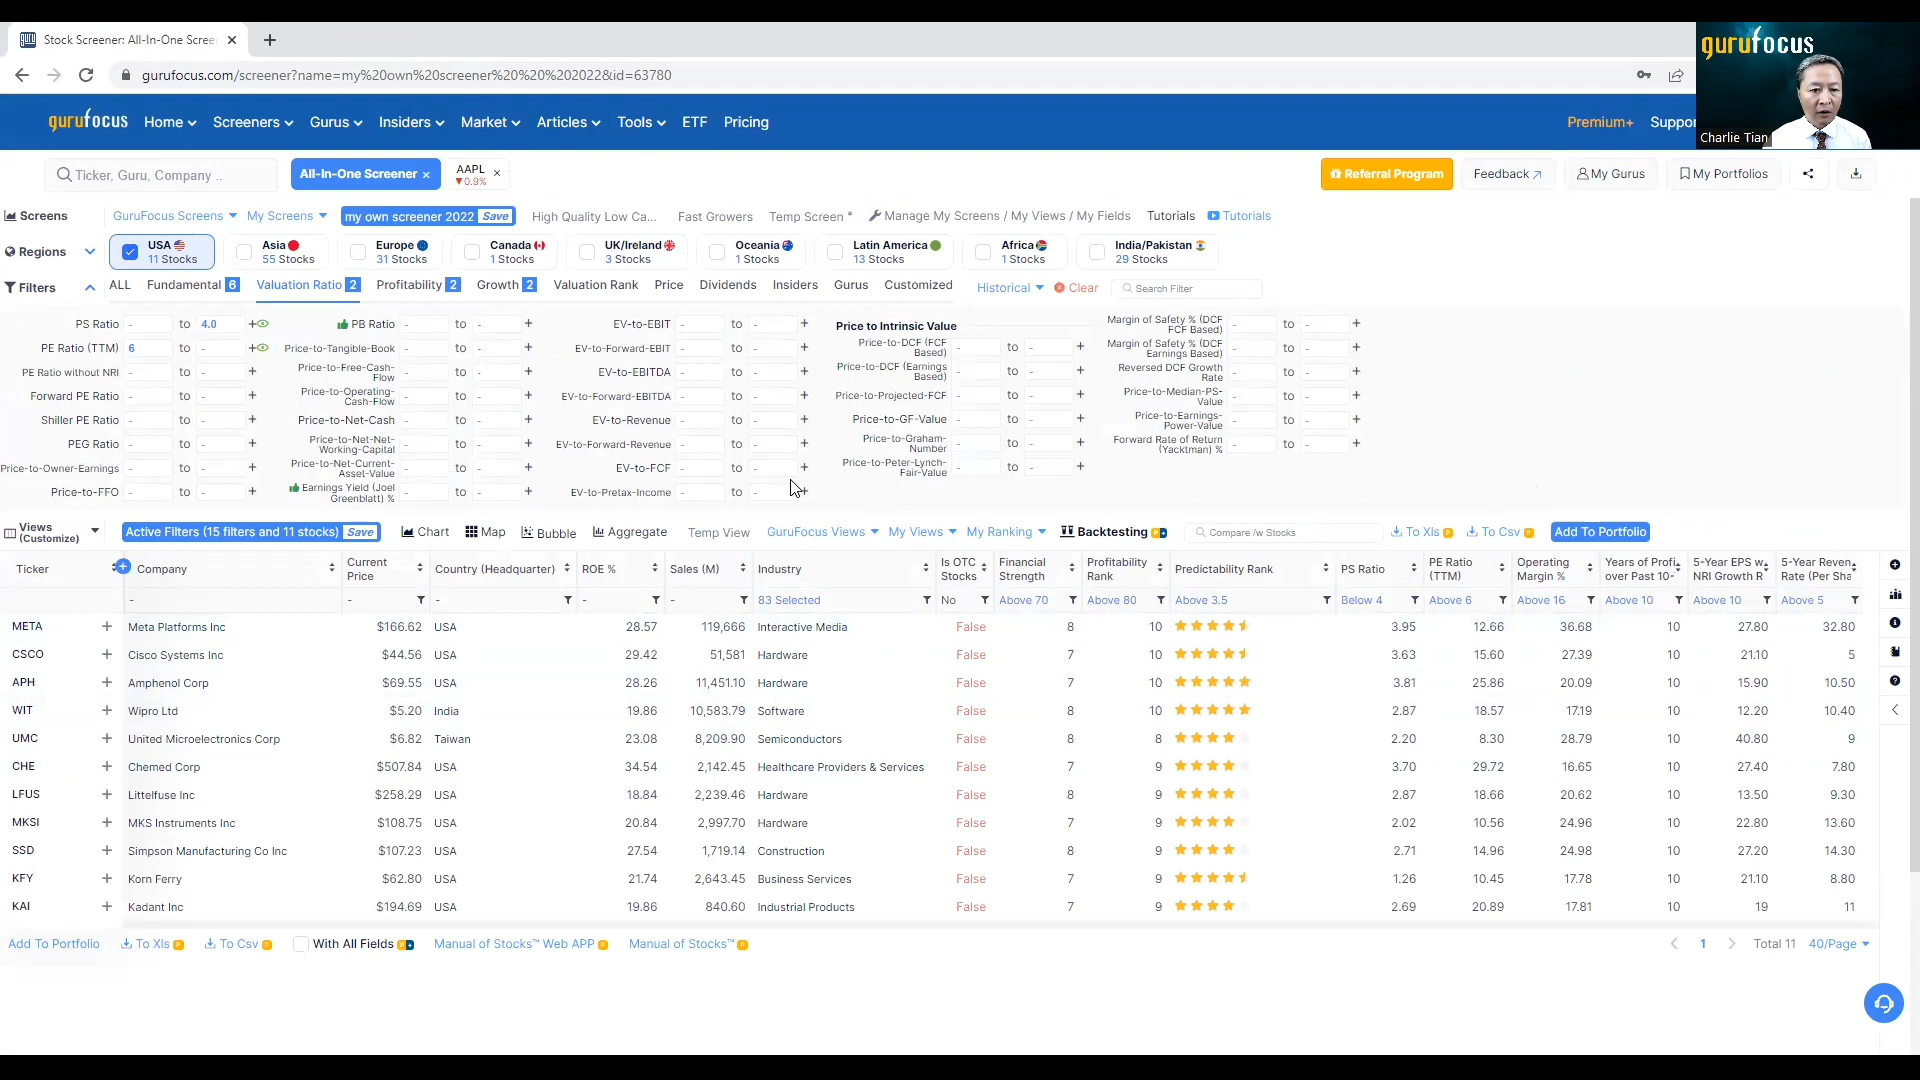 Stock Screener: All-In-One Scree
gurufocus.com/screener?name=my%20own%20screener%20%20%202022&id=63780
gurufocus
Charlie Tian
gurufocus Home Screeners Gurus Insiders Market Articles Tools ETF Pricing Premium+ Suppor
Ticker, Guru, Company .. All-In-One Screener × AAPL × ▼0.9% Referral Program Feedback My Gurus My Portfolios
Screens GuruFocus Screens My Screens my own screener 2022 Save High Quality Low Ca... Fast Growers Temp Screen * Manage My Screens / My Views / My Fields Tutorials Tutorials
Regions USA Asia Europe Canada UK/Ireland Oceania Latin America Africa India/Pakistan
11 Stocks 55 Stocks 31 Stocks 1 Stocks 3 Stocks 1 Stocks 13 Stocks 1 Stocks 29 Stocks
Filters ALL Fundamental 6 Valuation Ratio 2 Profitability 2 Growth 2 Valuation Rank Price Dividends Insiders Gurus Customized Historical Clear Search Filter
PS Ratio - to 4.0 +
PE Ratio (TTM) 6 to - +
PE Ratio without NRI - to - +
Forward PE Ratio - to - +
Shiller PE Ratio - to - +
PEG Ratio - to - +
Price-to-Owner-Earnings - to - +
Price-to-FFO - to - +
PB Ratio - to - +
Price-to-Tangible-Book - to - +
Price-to-Free-Cash-Flow - to - +
Price-to-Operating-Cash-Flow - to - +
Price-to-Net-Cash - to - +
Price-to-Net-Net-Working-Capital - to - +
Price-to-Net-Current-Asset-Value - to - +
Earnings Yield (Joel Greenblatt) % - to - +
EV-to-EBIT - to - +
EV-to-Forward-EBIT - to - +
EV-to-EBITDA - to - +
EV-to-Forward-EBITDA - to - +
EV-to-Revenue - to - +
EV-to-Forward-Revenue - to - +
EV-to-FCF - to - +
EV-to-Pretax-Income - to - +
Price to Intrinsic Value
Price-to-DCF (FCF Based) - to - +
Price-to-DCF (Earnings Based) - to - +
Price-to-Projected-FCF - to - +
Price-to-GF-Value - to - +
Price-to-Graham-Number - to - +
Price-to-Peter-Lynch-Fair-Value - to - +
Margin of Safety % (DCF FCF Based) - to - +
Margin of Safety % (DCF Earnings Based) - to - +
Reversed DCF Growth Rate - to - +
Price-to-Median-PS-Value - to - +
Price-to-Earnings-Power-Value - to - +
Forward Rate of Return (Yacktman) % - to - +
Views (Customize) Active Filters (15 filters and 11 stocks) Save Chart Map Bubble Aggregate Temp View GuruFocus Views My Views My Ranking Backtesting Compare /w Stocks To Xls To Csv Add To Portfolio
Ticker Company Current Price Country (Headquarter) ROE % Sales (M) Industry Is OTC Stocks Financial Strength Profitability Rank Predictability Rank PS Ratio PE Ratio (TTM) Operating Margin % Years of Profi. over Past 10- 5-Year EPS w. NRI Growth R 5-Year Reven. Rate (Per Sha
- - - - - 83 Selected No Above 70 Above 80 Above 3.5 Below 4 Above 6 Above 16 Above 10 Above 10 Above 5
META + Meta Platforms Inc $166.62 USA 28.57 119,666 Interactive Media False 8 10 3.95 12.66 36.68 10 27.80 32.80
CSCO + Cisco Systems Inc $44.56 USA 29.42 51,581 Hardware False 7 10 3.63 15.60 27.39 10 21.10 5
APH + Amphenol Corp $69.55 USA 28.26 11,451.10 Hardware False 7 10 3.81 25.86 20.09 10 15.90 10.50
WIT + Wipro Ltd $5.20 India 19.86 10,583.79 Software False 8 10 2.87 18.57 17.19 10 12.20 10.40
UMC + United Microelectronics Corp $6.82 Taiwan 23.08 8,209.90 Semiconductors False 8 8 2.20 8.30 28.79 10 40.80 9
CHE + Chemed Corp $507.84 USA 34.54 2,142.45 Healthcare Providers & Services False 7 9 3.70 29.72 16.65 10 27.40 7.80
LFUS + Littelfuse Inc $258.29 USA 18.84 2,239.46 Hardware False 8 9 2.87 18.66 20.62 10 13.50 9.30
MKSI + MKS Instruments Inc $108.75 USA 20.84 2,997.70 Hardware False 7 9 2.02 10.56 24.96 10 22.80 13.60
SSD + Simpson Manufacturing Co Inc $107.23 USA 27.54 1,719.14 Construction False 8 9 2.71 14.96 24.98 10 27.20 14.30
KFY + Korn Ferry $62.80 USA 21.74 2,643.45 Business Services False 7 9 1.26 10.45 17.78 10 21.10 8.80
KAI + Kadant Inc $194.69 USA 19.86 840.60 Industrial Products False 7 9 2.69 20.89 17.81 10 19 11
Add To Portfolio To Xls To Csv With All Fields Manual of Stocks™ Web APP Manual of Stocks™ 1 Total 11 40/Page